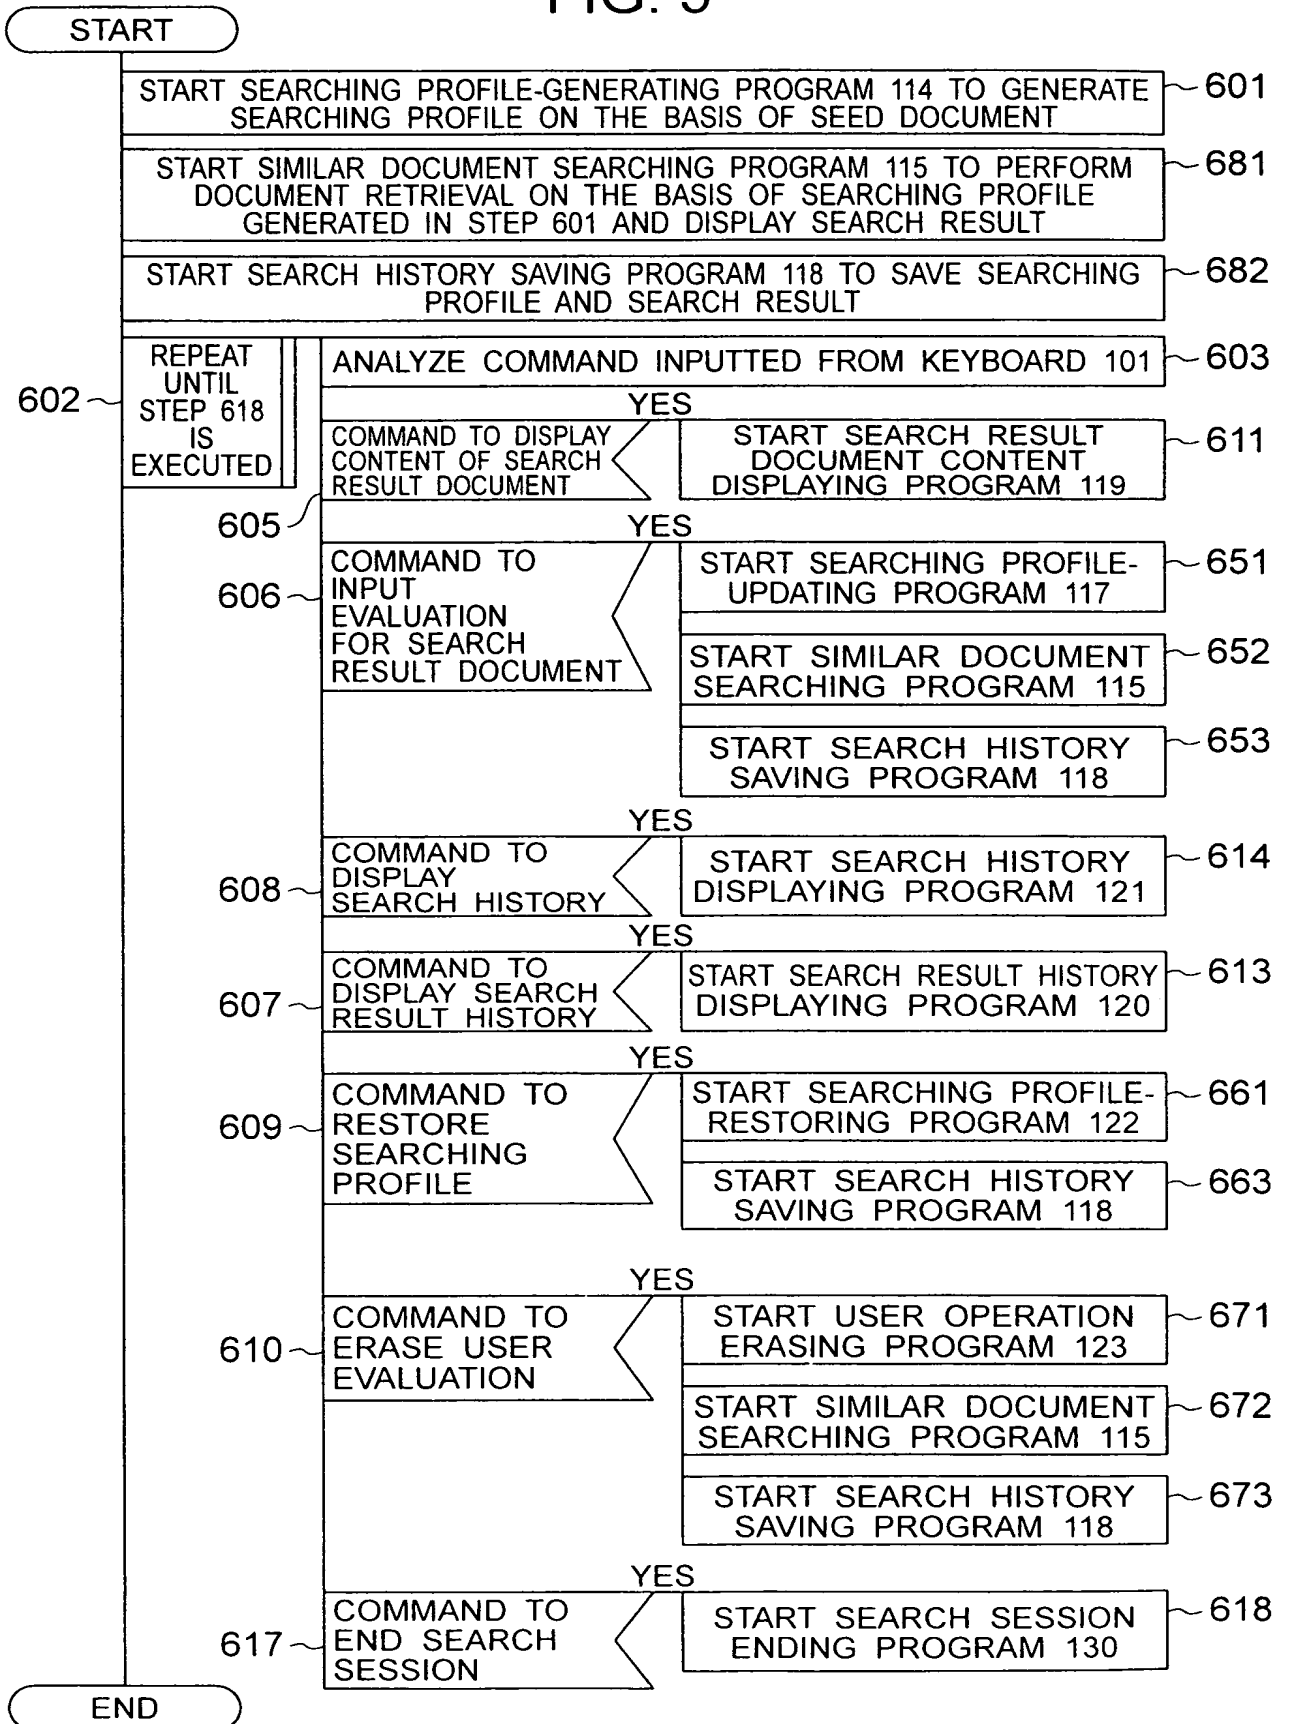 START
START SEARCHING PROFILE-GENERATING PROGRAM 114 TO GENERATE
SEARCHING PROFILE ON THE BASIS OF SEED DOCUMENT
601
START SIMILAR DOCUMENT SEARCHING PROGRAM 115 TO PERFORM
DOCUMENT RETRIEVAL ON THE BASIS OF SEARCHING PROFILE
GENERATED IN STEP 601 AND DISPLAY SEARCH RESULT
681
START SEARCH HISTORY SAVING PROGRAM 118 TO SAVE SEARCHING
PROFILE AND SEARCH RESULT
682
602
REPEAT
UNTIL
STEP 618
IS
EXECUTED
ANALYZE COMMAND INPUTTED FROM KEYBOARD 101
603
YES
COMMAND TO DISPLAY
CONTENT OF SEARCH
RESULT DOCUMENT
605
START SEARCH RESULT
DOCUMENT CONTENT
DISPLAYING PROGRAM 119
611
YES
606
COMMAND TO
INPUT
EVALUATION
FOR SEARCH
RESULT DOCUMENT
START SEARCHING PROFILE-
UPDATING PROGRAM 117
651
START SIMILAR DOCUMENT
SEARCHING PROGRAM 115
652
START SEARCH HISTORY
SAVING PROGRAM 118
653
YES
608
COMMAND TO
DISPLAY
SEARCH HISTORY
START SEARCH HISTORY
DISPLAYING PROGRAM 121
614
YES
607
COMMAND TO
DISPLAY SEARCH
RESULT HISTORY
START SEARCH RESULT HISTORY
DISPLAYING PROGRAM 120
613
YES
609
COMMAND TO
RESTORE
SEARCHING
PROFILE
START SEARCHING PROFILE-
RESTORING PROGRAM 122
661
START SEARCH HISTORY
SAVING PROGRAM 118
663
YES
610
COMMAND TO
ERASE USER
EVALUATION
START USER OPERATION
ERASING PROGRAM 123
671
START SIMILAR DOCUMENT
SEARCHING PROGRAM 115
672
START SEARCH HISTORY
SAVING PROGRAM 118
673
YES
617
COMMAND TO
END SEARCH
SESSION
START SEARCH SESSION
ENDING PROGRAM 130
618
END